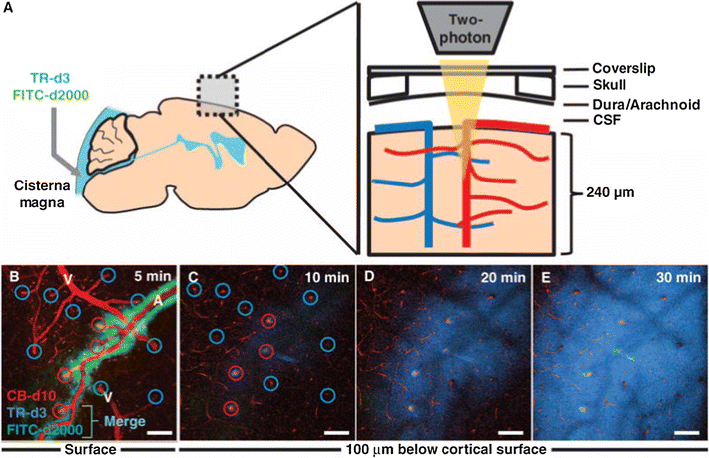 A
TR-d3
FITC-d2000
Cisterna
magna
Two-
photon
Coverslip
Skull
Dura/Arachnoid
CSF
240 µm
B
5 min
V
A
V
CB-d10
TR-d3
FITC-d2000
Merge
C
10 min
D
20 min
E
30 min
Surface
100 µm below cortical surface